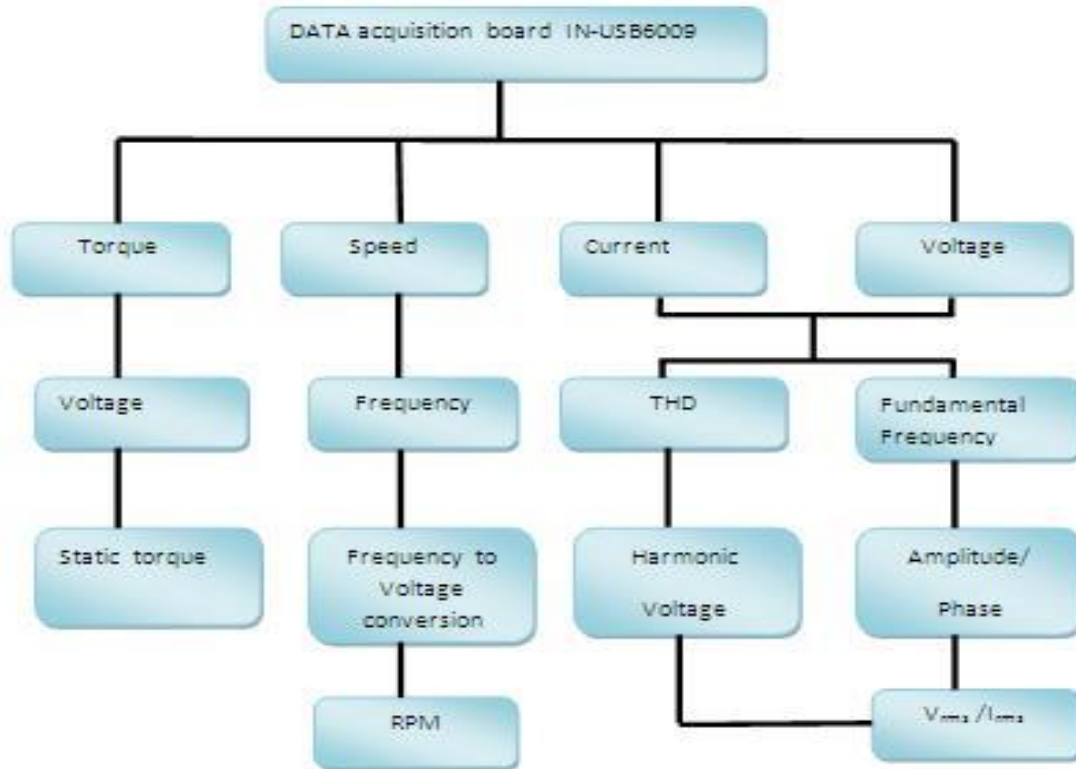 DATA acquisition board IN-USB6009
Torque
Speed
Current
Voltage
Voltage
Frequency
THD
Fundamental
Frequency
Static torque
Frequency to
Voltage
conversion
Harmonic
Voltage
Amplitude/
Phase
RPM
Vrms /Irms